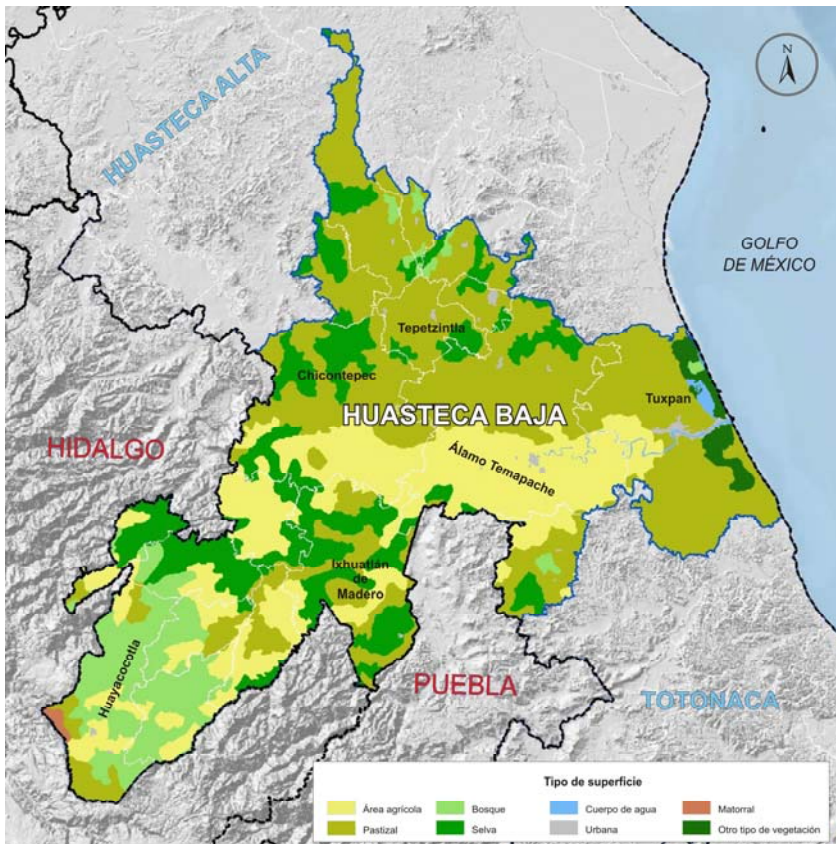 N
HUASTECA ALTA
GOLFO
DE MÉXICO
Tepetzintla
Chicontepec
Tuxpan
HUASTECA BAJA
HIDALGO
Álamo Temapache
Ixhuatlán
de
Madero
Huayacocotla
PUEBLA
TOTONACA
Tipo de superficie
Área agrícola
Bosque
Cuerpo de agua
Matorral
Pastizal
Selva
Urbana
Otro tipo de vegetación